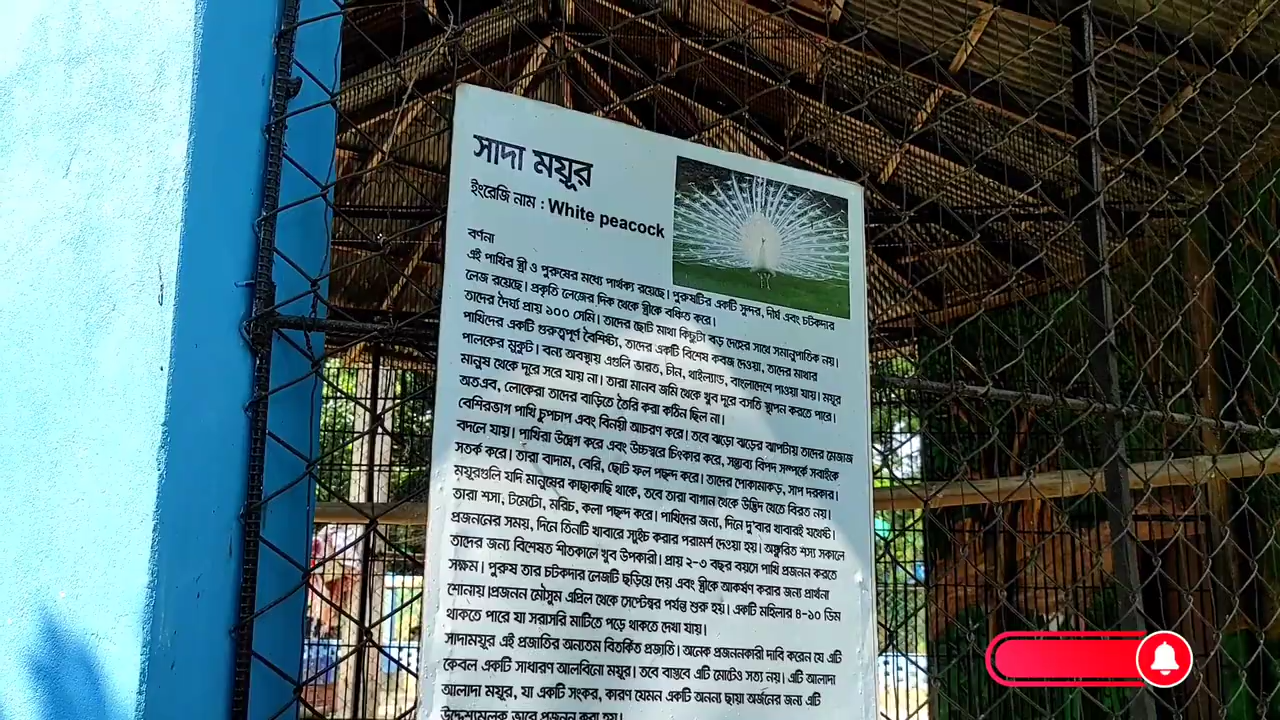 সাদা ময়ূর
ইংরেজি নাম : White peacock
বর্ণনা
এই পাখির স্ত্রী ও পুরুষের মধ্যে পার্থক্য রয়েছে। পুরুষটির একটি সুন্দর, দীর্ঘ এবং চটকদার
লেজ রয়েছে। প্রকৃতি লেজের দিক থেকে স্ত্রীকে বঞ্চিত করে।
তাদের দৈর্ঘ্য প্রায় ১০০ সেমি। তাদের ছোট মাথা কিছুটা বড় দেহের সাথে সমানুপাতিক নয়।
পাখিদের একটি গুরুত্বপূর্ণ বৈশিষ্ট্য, তাদের একটি বিশেষ কবজ দেওয়া, তাদের মাথার
পালকের মুকুট। বন্য অবস্থায় এগুলি ভারত, চীন, থাইল্যান্ড, বাংলাদেশে পাওয়া যায়। ময়ূর
মানুষ থেকে দূরে সরে যায় না। তারা মানব জমি থেকে খুব দূরে বসতি স্থাপন করতে পারে।
অতএব, লোকেরা তাদের বাড়িতে তৈরি করা কঠিন ছিল না।
বেশিরভাগ পাখি চুপচাপ এবং বিনয়ী আচরণ করে। তবে ঝড়ো ঝড়ের ঝাপটায় তাদের মেজাজ
বদলে যায়। পাখিরা উদ্বেগ করে এবং উচ্চস্বরে চিৎকার করে, সম্ভাব্য বিপদ সম্পর্কে সবাইকে
সতর্ক করে। তারা বাদাম, বেরি, ছোট ফল পছন্দ করে। তাদের পোকামাকড়, সাপ দরকার।
ময়ূরগুলি যদি মানুষের কাছাকাছি থাকে, তবে তারা বাগান থেকে উদ্ভিদ খেতে বিরত নয়।
তারা শসা, টমেটো, মরিচ, কলা পছন্দ করে। পাখিদের জন্য, দিনে দু'বার খাবারই যথেষ্ট।
প্রজননের সময়, দিনে তিনটি খাবারে স্যুইচ করার পরামর্শ দেওয়া হয়। অঙ্কুরিত শস্য সকালে
তাদের জন্য বিশেষত শীতকালে খুব উপকারী। প্রায় ২-৩ বছর বয়সে পাখি প্রজনন করতে
সক্ষম। পুরুষ তার চটকদার লেজটি ছড়িয়ে দেয় এবং স্ত্রীকে আকর্ষণ করার জন্য প্রার্থনা
শোনায়।প্রজনন মৌসুম এপ্রিল থেকে সেপ্টেম্বর পর্যন্ত শুরু হয়। একটি মহিলার ৪-১০ ডিম
থাকতে পারে যা সরাসরি মাটিতে পড়ে থাকতে দেখা যায়।
সাদাময়ূর এই প্রজাতির অন্যতম বিতর্কিত প্রজাতি। অনেক প্রজননকারী দাবি করেন যে এটি
কেবল একটি সাধারণ আলবিনো ময়ূর। তবে বাস্তবে এটি মোটেও সত্য নয়। এটি আলাদা
আলাদা ময়ূর, যা একটি সংকর, কারণ যেমন একটি অনন্য ছায়া অর্জনের জন্য এটি
উদ্দেশ্যমূলক ভাবে প্রজনন করা হয়।